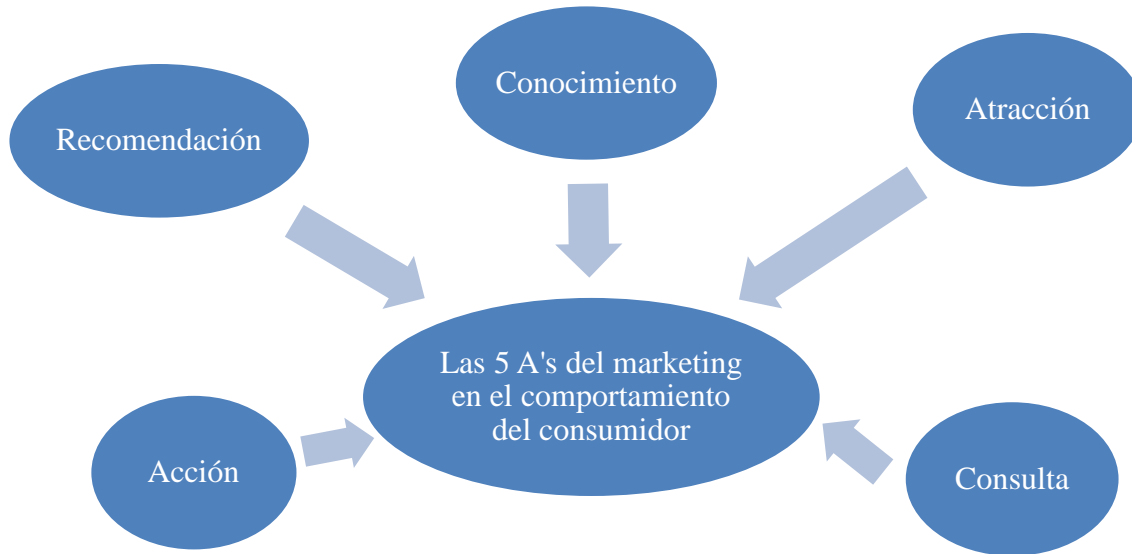 Conocimiento
Atracción
Recomendación
Las 5 A's del marketing
en el comportamiento
del consumidor
Acción
Consulta